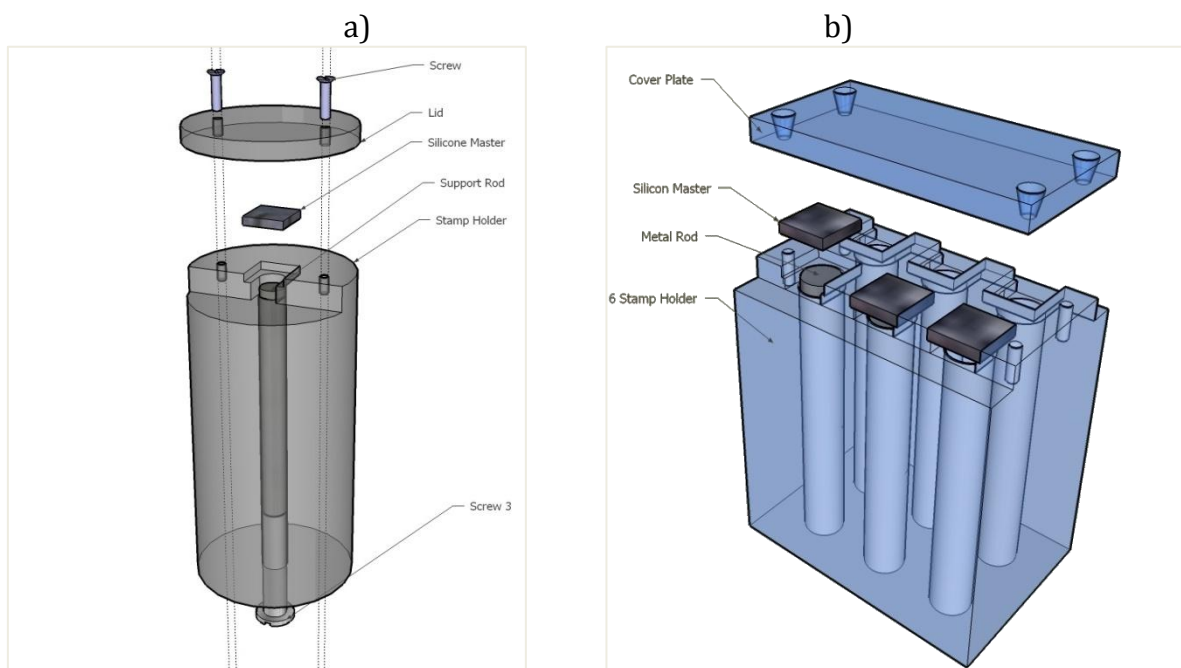 a)
b)
Screw
Lid
Silicone Master
Support Rod
Stamp Holder
Screw 3
Cover Plate
Silicon Master
Metal Rod
6 Stamp Holder